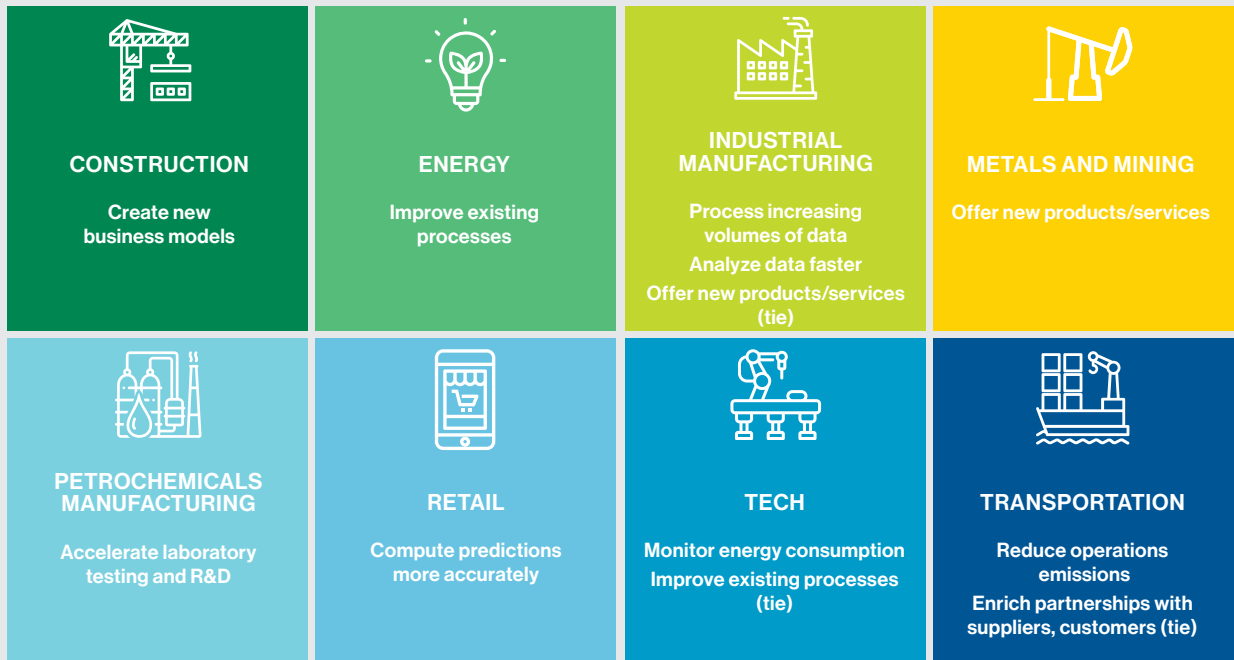 CONSTRUCTION
Create new
business models
ENERGY
Improve existing
processes
INDUSTRIAL
MANUFACTURING
Process increasing
volumes of data
Analyze data faster
Offer new products/services
(tie)
METALS AND MINING
Offer new products/services
PETROCHEMICALS
MANUFACTURING
Accelerate laboratory
testing and R&D
RETAIL
Compute predictions
more accurately
TECH
Monitor energy consumption
Improve existing processes
(tie)
TRANSPORTATION
Reduce operations
emissions
Enrich partnerships with
suppliers, customers (tie)